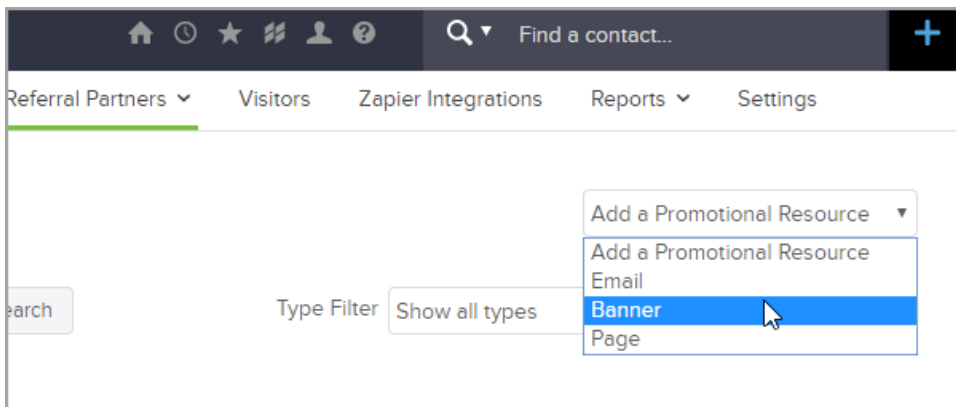 Find a contact...
Referral Partners Visitors Zapier Integrations Reports Settings
Add a Promotional Resource
Add a Promotional Resource
Email
earch Type Filter Show all types Banner
Page